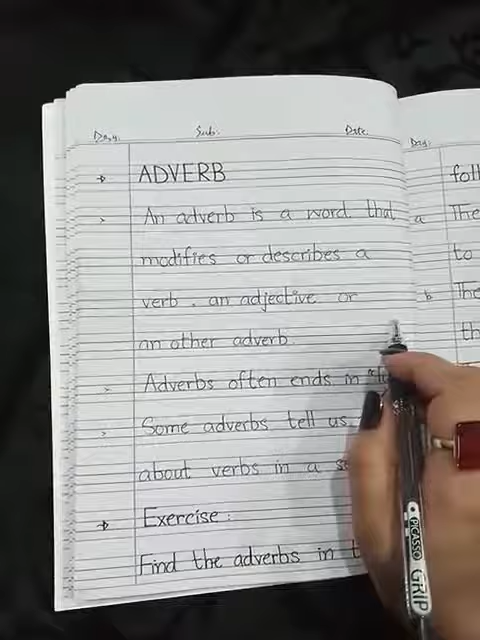 Day: Sub: Date: Day:
→ ADVERB
> An adverb is a word that
modifies or describes a
verb . an adjective or
an other adverb.
> Adverbs often ends in
> Some adverbs tell us
about verbs in a
→ Exercise :
Find the adverbs in
foll
a The
to
b The
th
PICASSO GRIP